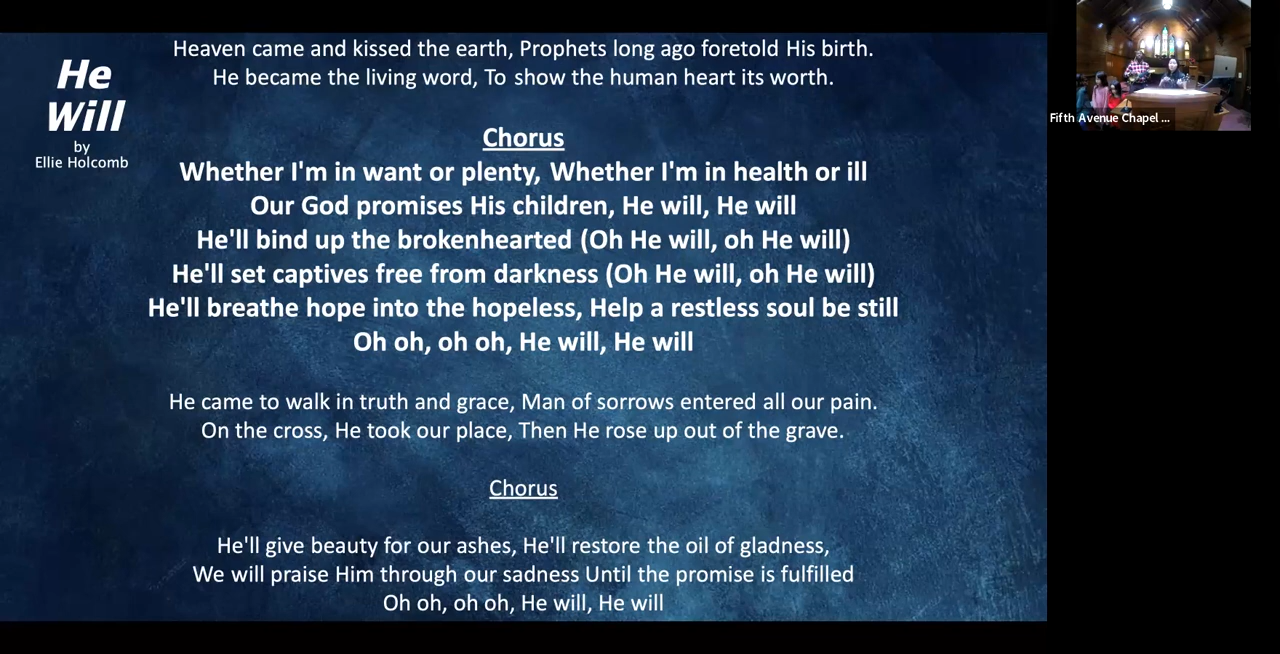 He
Will
by
Ellie Holcomb
Heaven came and kissed the earth, Prophets long ago foretold His birth.
He became the living word, To show the human heart its worth.
Chorus
Whether I'm in want or plenty, Whether I'm in health or ill
Our God promises His children, He will, He will
He'll bind up the brokenhearted (Oh He will, oh He will)
He'll set captives free from darkness (Oh He will, oh He will)
He'll breathe hope into the hopeless, Help a restless soul be still
Oh oh, oh oh, He will, He will
He came to walk in truth and grace, Man of sorrows entered all our pain.
On the cross, He took our place, Then He rose up out of the grave.
Chorus
He'll give beauty for our ashes, He'll restore the oil of gladness,
We will praise Him through our sadness Until the promise is fulfilled
Oh oh, oh oh, He will, He will
Fifth Avenue Chapel ...